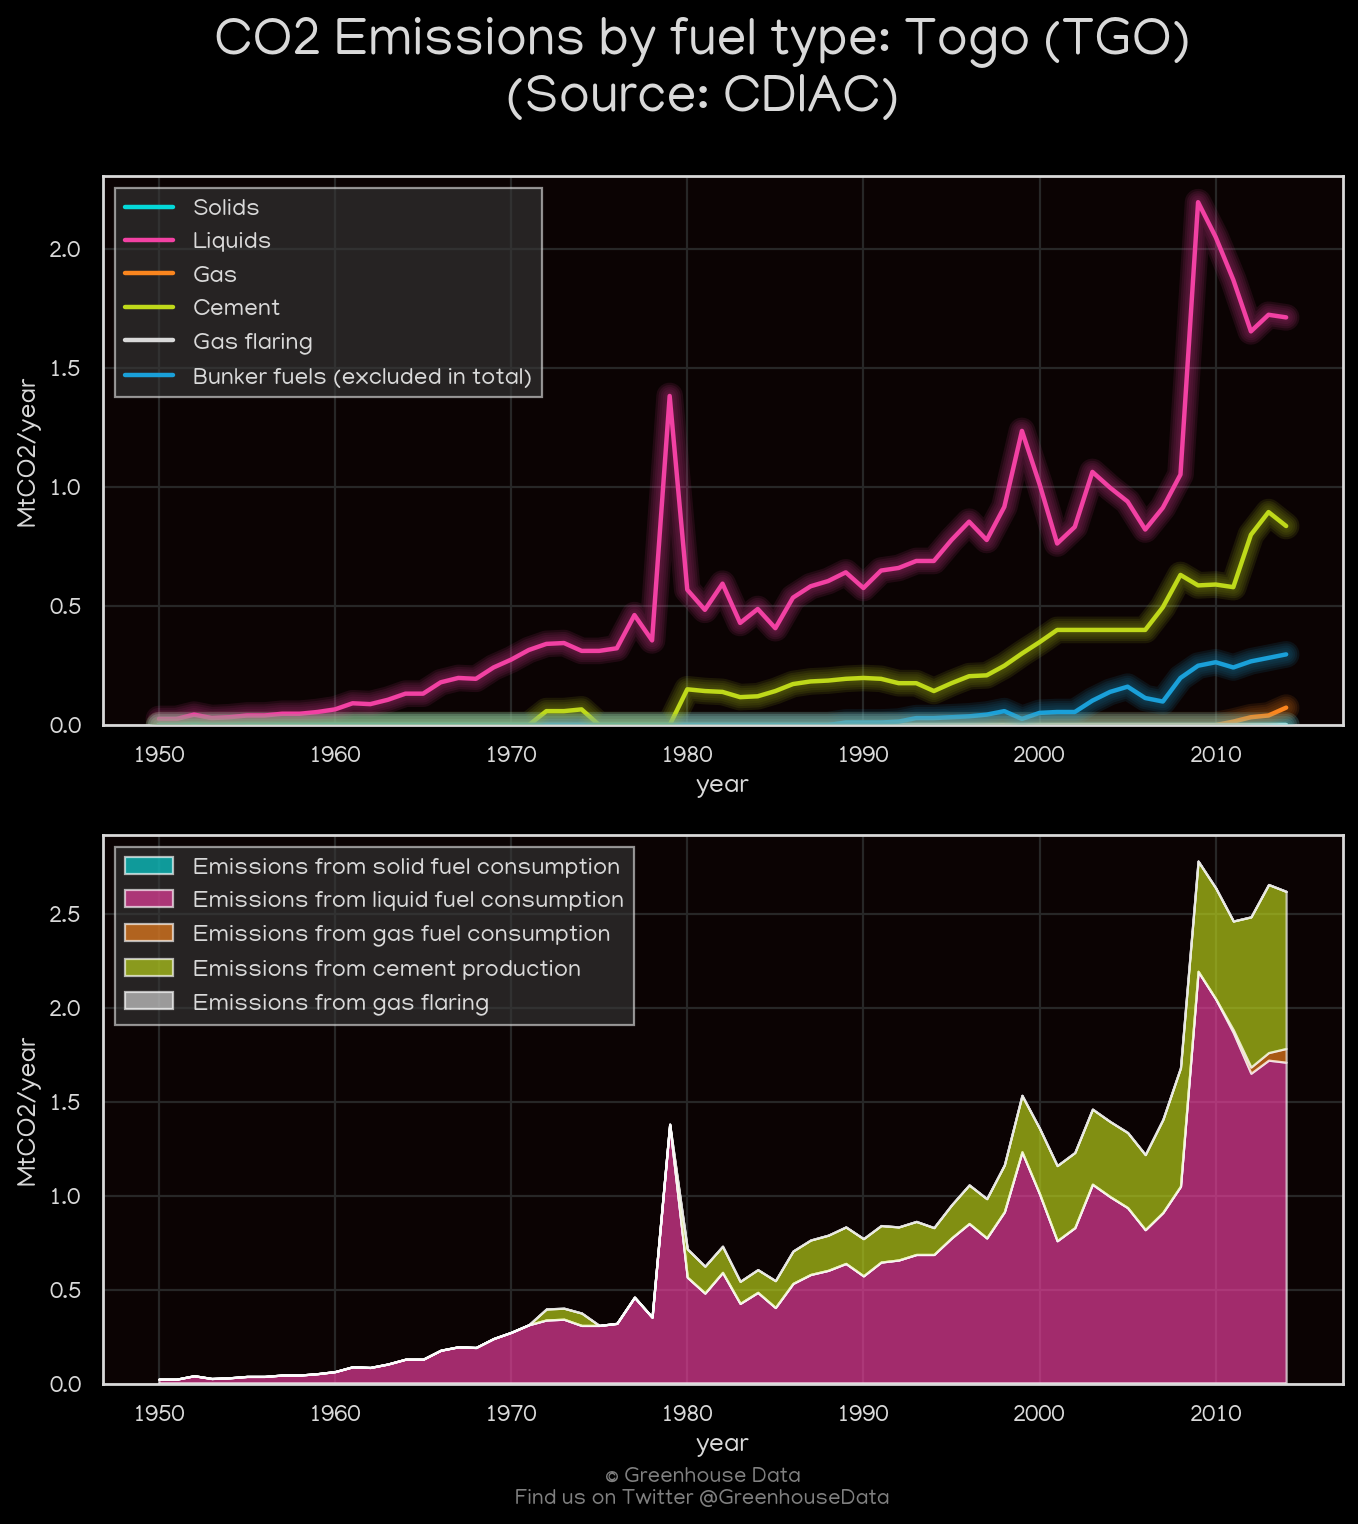 CO2 Emissions by fuel type: Togo (TGO)
(Source: CDIAC)
Solids
Liquids
Gas
Cement
Gas flaring
Bunker fuels (excluded in total)
MtCO2/year
2.0
1.5
1.0
0.5
0.0
1950 1960 1970 1980 1990 2000 2010
year
Emissions from solid fuel consumption
Emissions from liquid fuel consumption
Emissions from gas fuel consumption
Emissions from cement production
Emissions from gas flaring
MtCO2/year
2.5
2.0
1.5
1.0
0.5
0.0
1950 1960 1970 1980 1990 2000 2010
year
© Greenhouse Data
Find us on Twitter @GreenhouseData